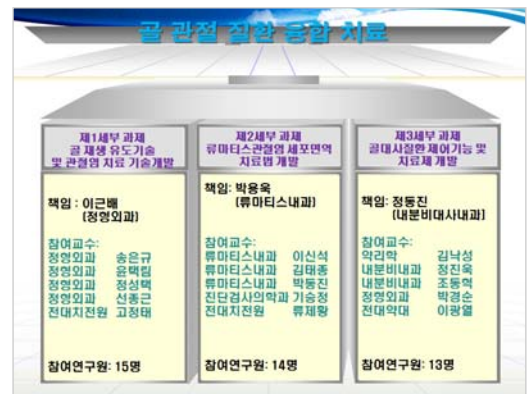 골 관절 질환 융합 치료
제1세부 과제
골 재생 유도기술
및 관절염 치료 기술개발
책임 : 이근배
(정형외과)
참여교수:
정형외과 송은규
정형외과 윤택림
정형외과 정성택
정형외과 선종근
전대치전원 고정태
참여연구원: 15명
제2세부 과제
류마티스관절염 세포면역
치료법 개발
책임: 박용욱
(류마티스내과)
참여교수:
류마티스내과 이신석
류마티스내과 김태종
류마티스내과 박동진
진단검사의학과 기승정
전대치전원 류제황
참여연구원: 14명
제3세부 과제
골대사질환 제어기능 및
치료제 개발
책임: 정동진
(내분비대사내과)
참여교수:
약리학 김낙성
내분비내과 정진욱
내분비내과 조동혁
정형외과 박경순
전대약대 이광열
참여연구원: 13명